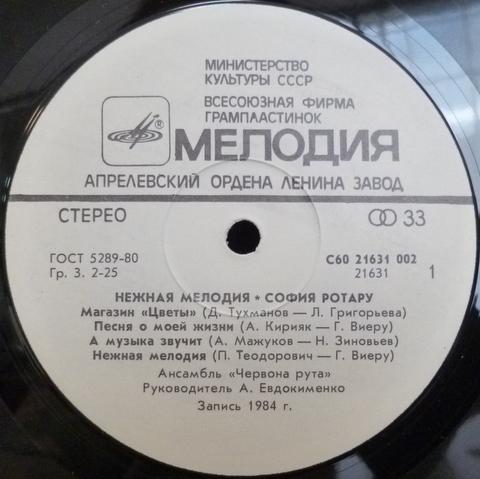 МИНИСТЕРСТВО
КУЛЬТУРЫ СССР
ВСЕСОЮЗНАЯ ФИРМА
ГРАМПЛАСТИНОК
МЕЛОДИЯ
АПРЕЛЕВСКИЙ ОРДЕНА ЛЕНИНА ЗАВОД
СТЕРЕО 33
ГОСТ 5289-80 С60 21631 002
Гр. 3. 2-25 21631 1
НЕЖНАЯ МЕЛОДИЯ ★ СОФИЯ РОТАРУ
Магазин «Цветы» (Д. Тухманов — Л. Григорьева)
Песня о моей жизни (А. Кирияк — Г. Виеру)
А музыка звучит (А. Мажуков — Н. Зиновьев)
Нежная мелодия (П. Теодорович — Г. Виеру)
Ансамбль «Червона рута»
Руководитель А. Евдокименко
Запись 1984 г.